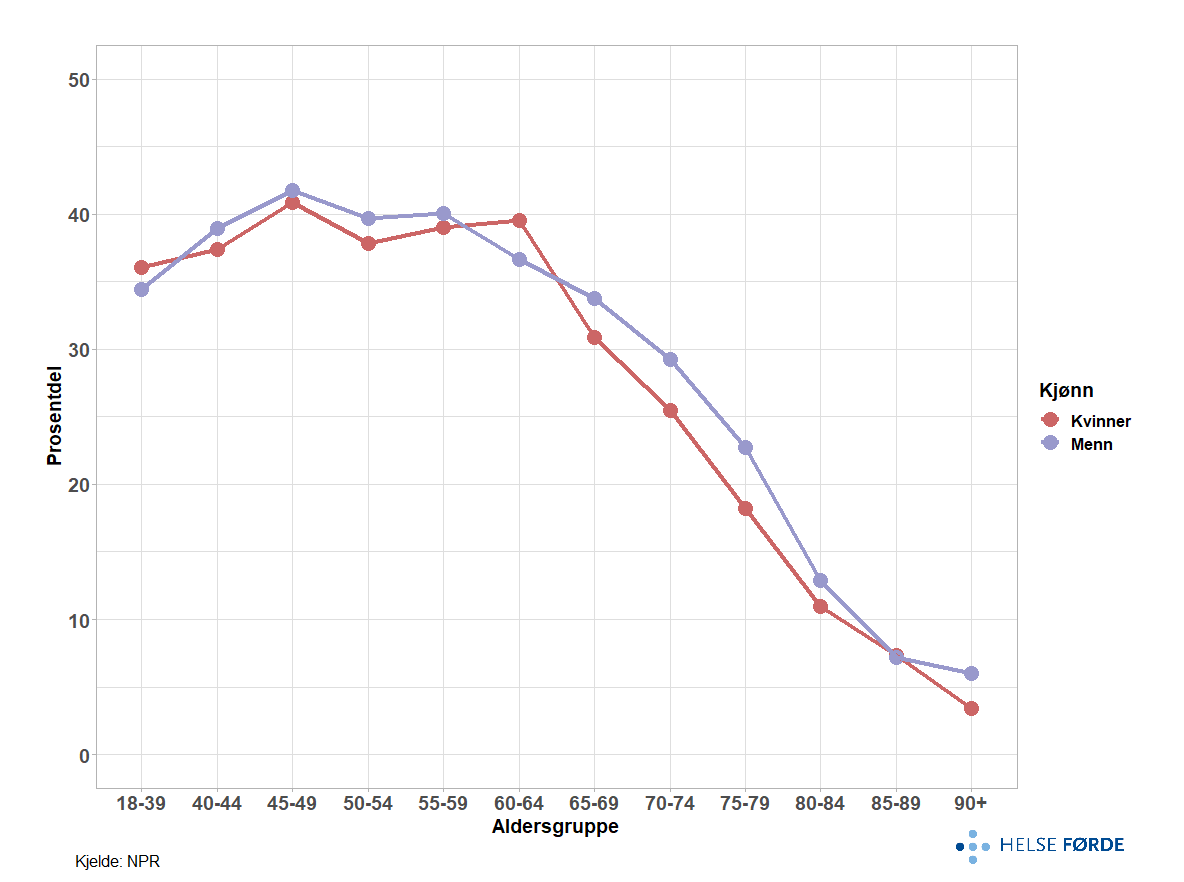 50
40
30
20
10
0
Prosentdel
18-39 40-44 45-49 50-54 55-59 60-64 65-69 70-74 75-79 80-84 85-89 90+
Aldersgruppe
Kjønn
Kvinner
Menn
Kjelde: NPR
HELSE FØRDE